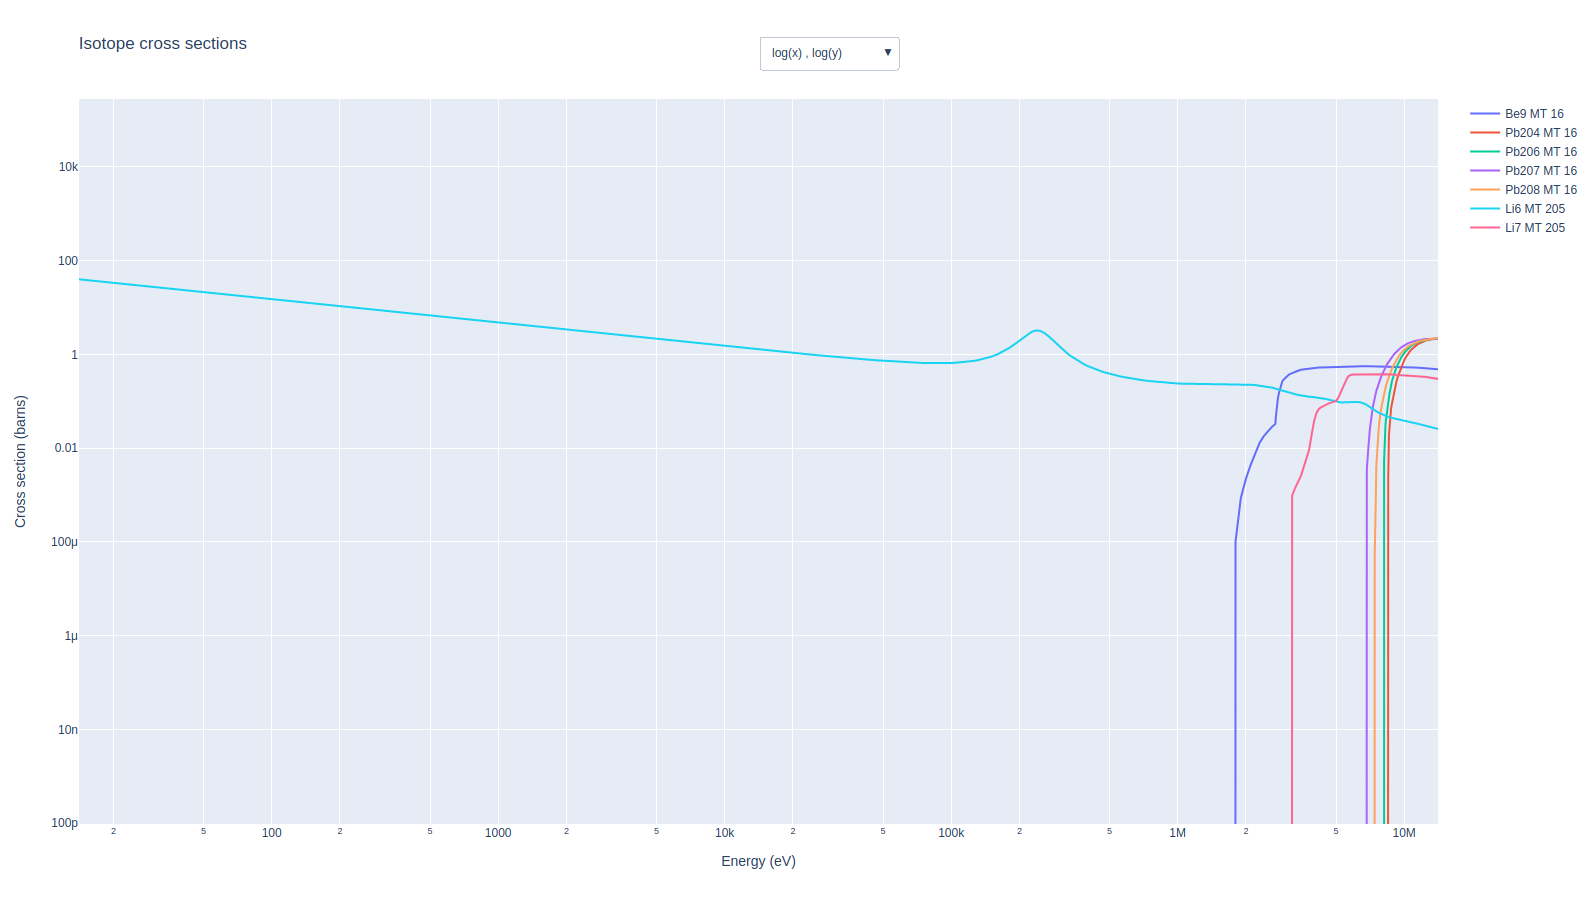 Isotope cross sections
log(x) , log(y) ▼
Be9 MT 16
Pb204 MT 16
Pb206 MT 16
Pb207 MT 16
Pb208 MT 16
Li6 MT 205
Li7 MT 205
10k
100
1
0.01
100μ
1μ
10n
100p
Cross section (barns)
2 5 100 2 5 1000 2 5 10k 2 5 100k 2 5 1M 2 5 10M
Energy (eV)